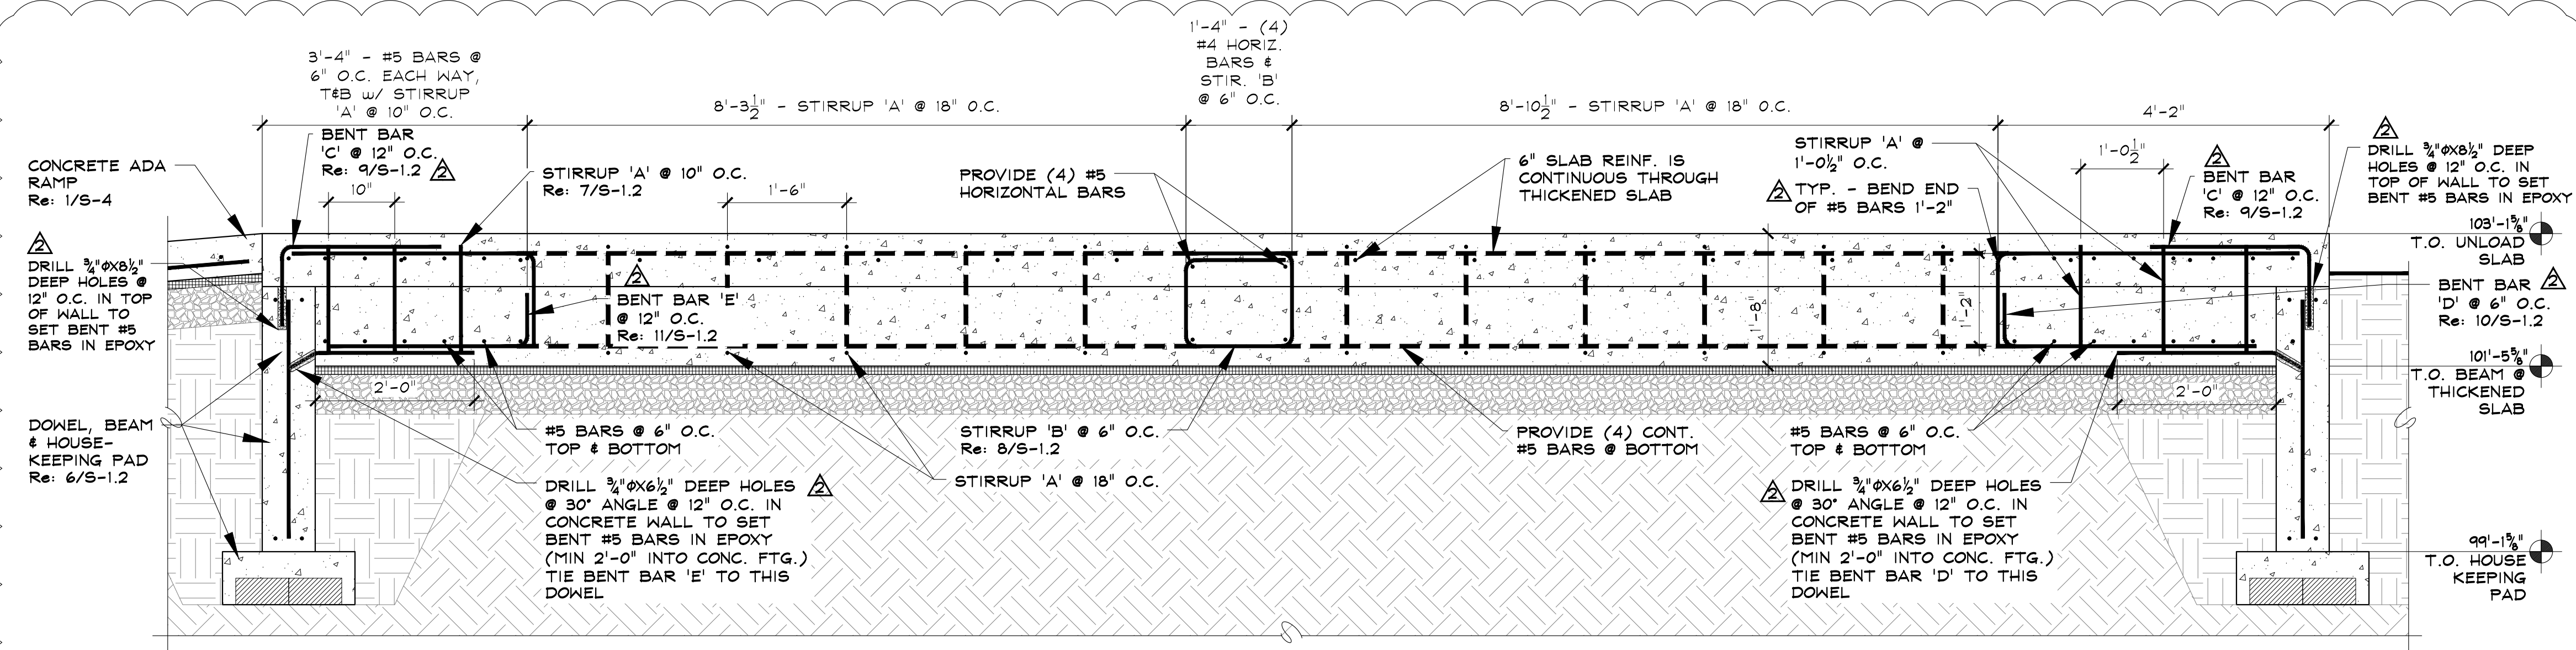 3'-4" - #5 BARS @
6" O.C. EACH WAY,
T&B w/ STIRRUP
'A' @ 10" O.C.
8'-3½" - STIRRUP 'A' @ 18" O.C.
1'-4" - (4)
#4 HORIZ.
BARS &
STIR. 'B'
@ 6" O.C.
8'-10½" - STIRRUP 'A' @ 18" O.C.
4'-2"
CONCRETE ADA
RAMP
Re: 1/S-4
BENT BAR
'C' @ 12" O.C.
Re: 9/S-1.2
2
10"
STIRRUP 'A' @ 10" O.C.
Re: 7/S-1.2
1'-6"
PROVIDE (4) #5
HORIZONTAL BARS
6" SLAB REINF. IS
CONTINUOUS THROUGH
THICKENED SLAB
STIRRUP 'A' @
1'-0½" O.C.
2
TYP. - BEND END
OF #5 BARS 1'-2"
1'-0½"
2
BENT BAR
'C' @ 12" O.C.
Re: 9/S-1.2
2
DRILL ¾"ΦX8½" DEEP
HOLES @ 12" O.C. IN
TOP OF WALL TO SET
BENT #5 BARS IN EPOXY
103'-1⅝"
T.O. UNLOAD
SLAB
2
DRILL ¾"ΦX8½"
DEEP HOLES @
12" O.C. IN TOP
OF WALL TO
SET BENT #5
BARS IN EPOXY
2
BENT BAR 'E'
@ 12" O.C.
Re: 11/S-1.2
1'-8"
1'-2"
BENT BAR
2
'D' @ 6" O.C.
Re: 10/S-1.2
101'-5⅝"
T.O. BEAM @
THICKENED
SLAB
2'-0"
2'-0"
DOWEL, BEAM
& HOUSE-
KEEPING PAD
Re: 6/S-1.2
#5 BARS @ 6" O.C.
TOP & BOTTOM
STIRRUP 'B' @ 6" O.C.
Re: 8/S-1.2
STIRRUP 'A' @ 18" O.C.
PROVIDE (4) CONT.
#5 BARS @ BOTTOM
#5 BARS @ 6" O.C.
TOP & BOTTOM
DRILL ¾"ΦX6½" DEEP HOLES
2
@ 30° ANGLE @ 12" O.C. IN
CONCRETE WALL TO SET
BENT #5 BARS IN EPOXY
(MIN 2'-0" INTO CONC. FTG.)
TIE BENT BAR 'E' TO THIS
DOWEL
2
DRILL ¾"ΦX6½" DEEP HOLES
@ 30° ANGLE @ 12" O.C. IN
CONCRETE WALL TO SET
BENT #5 BARS IN EPOXY
(MIN 2'-0" INTO CONC. FTG.)
TIE BENT BAR 'D' TO THIS
DOWEL
99'-1⅝"
T.O. HOUSE
KEEPING
PAD